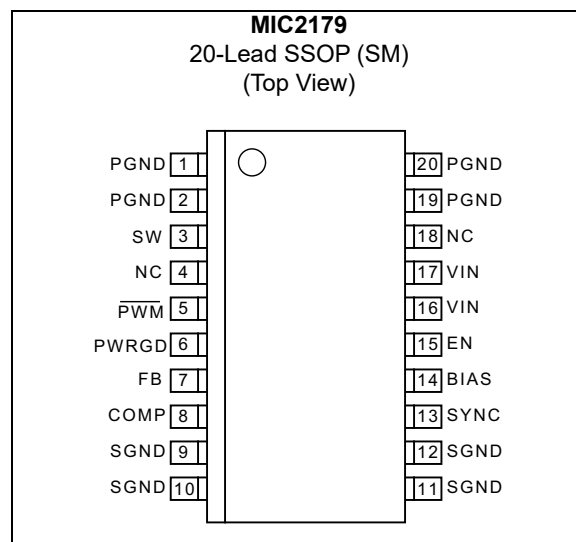 MIC2179
20-Lead SSOP (SM)
(Top View)
PGND 1 20 PGND
PGND 2 19 PGND
SW 3 18 NC
NC 4 17 VIN
PWM 5 16 VIN
PWRGD 6 15 EN
FB 7 14 BIAS
COMP 8 13 SYNC
SGND 9 12 SGND
SGND 10 11 SGND